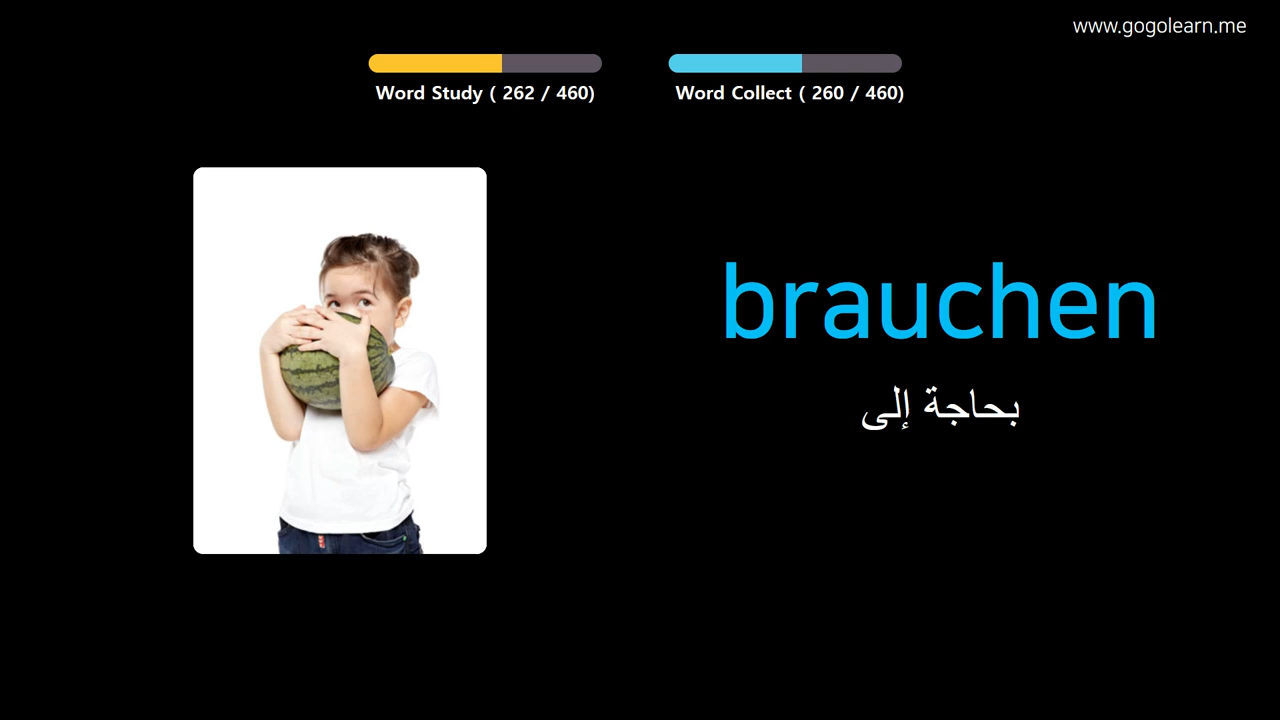 www.gogolearn.me
Word Study ( 262 / 460)
Word Collect ( 260 / 460)
brauchen
بحاجة إلى